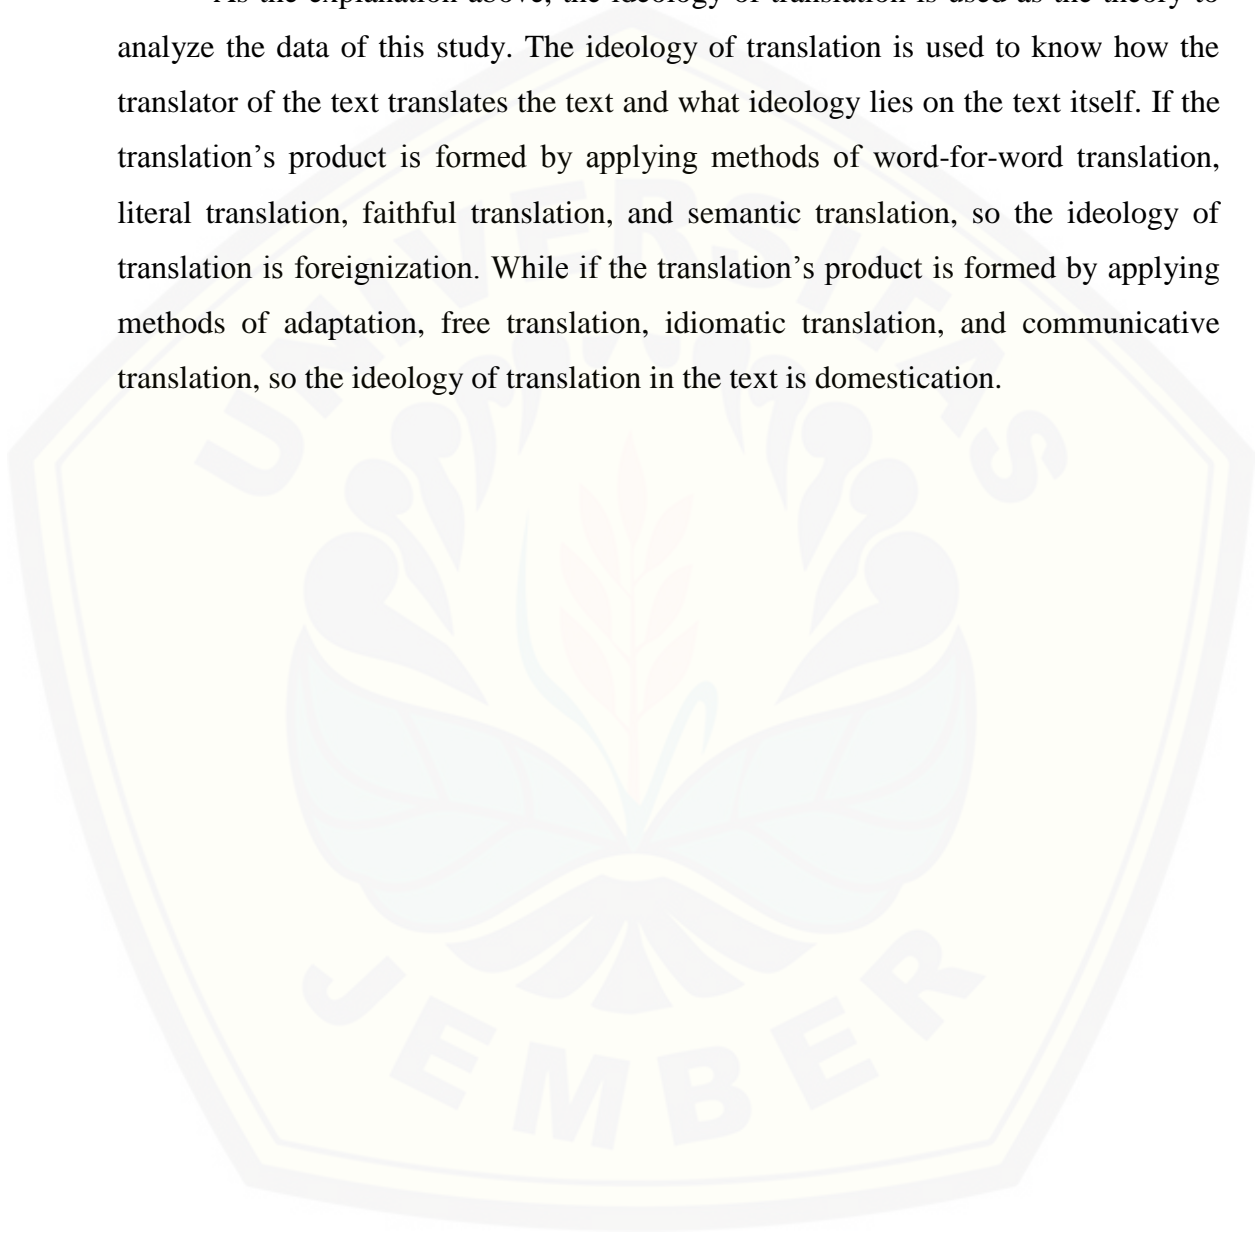 As the explanation above, the ideology of translation is used as the theory to
analyze the data of this study. The ideology of translation is used to know how the
translator of the text translates the text and what ideology lies on the text itself. If the
translation’s product is formed by applying methods of word-for-word translation,
literal translation, faithful translation, and semantic translation, so the ideology of
translation is foreignization. While if the translation’s product is formed by applying
methods of adaptation, free translation, idiomatic translation, and communicative
translation, so the ideology of translation in the text is domestication.
UNIVERSITAS
JEMBER